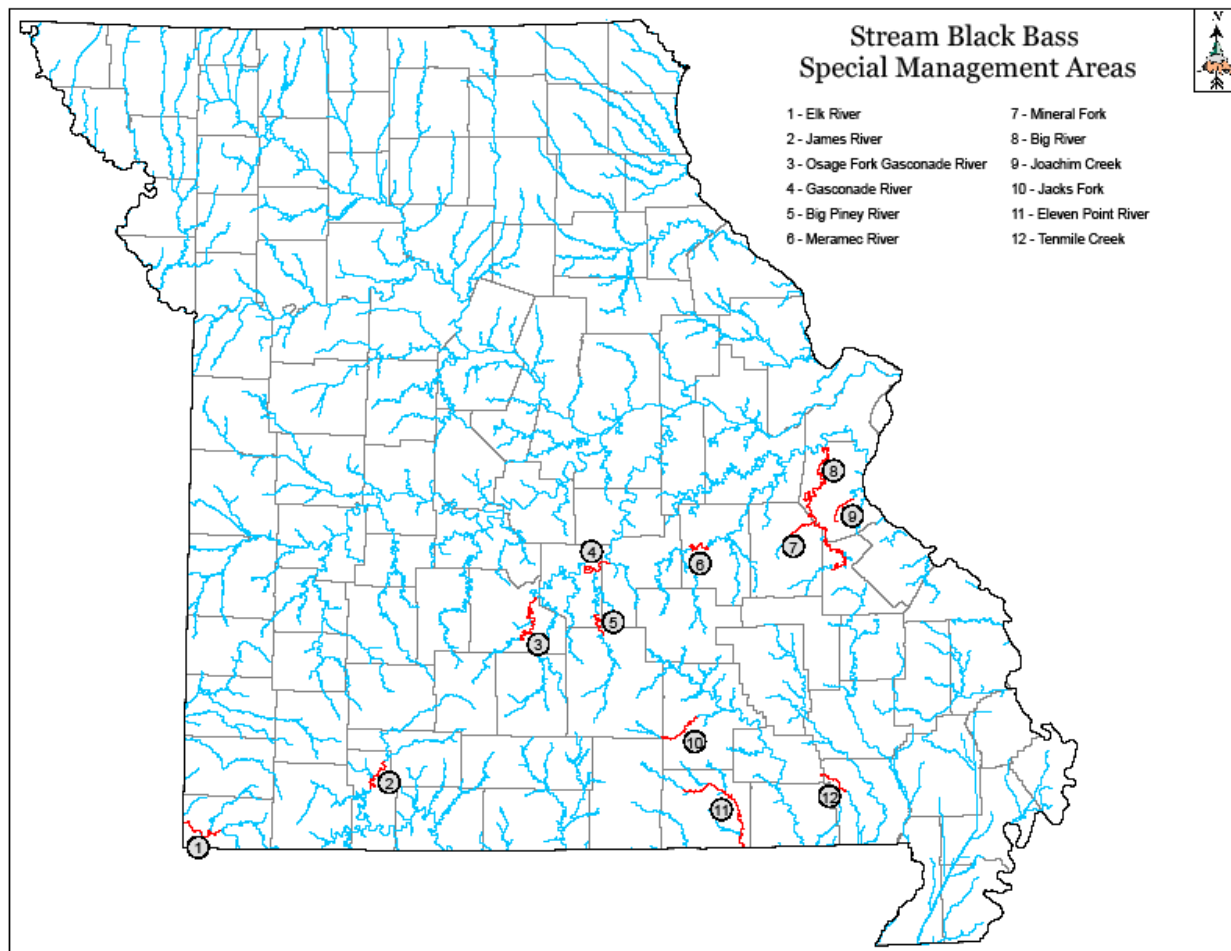 Stream Black Bass
Special Management Areas
N
1 - Elk River
2 - James River
3 - Osage Fork Gasconade River
4 - Gasconade River
5 - Big Piney River
6 - Meramec River
7 - Mineral Fork
8 - Big River
9 - Joachim Creek
10 - Jacks Fork
11 - Eleven Point River
12 - Tenmile Creek
8
9
4
7
6
5
3
10
2
12
11
1